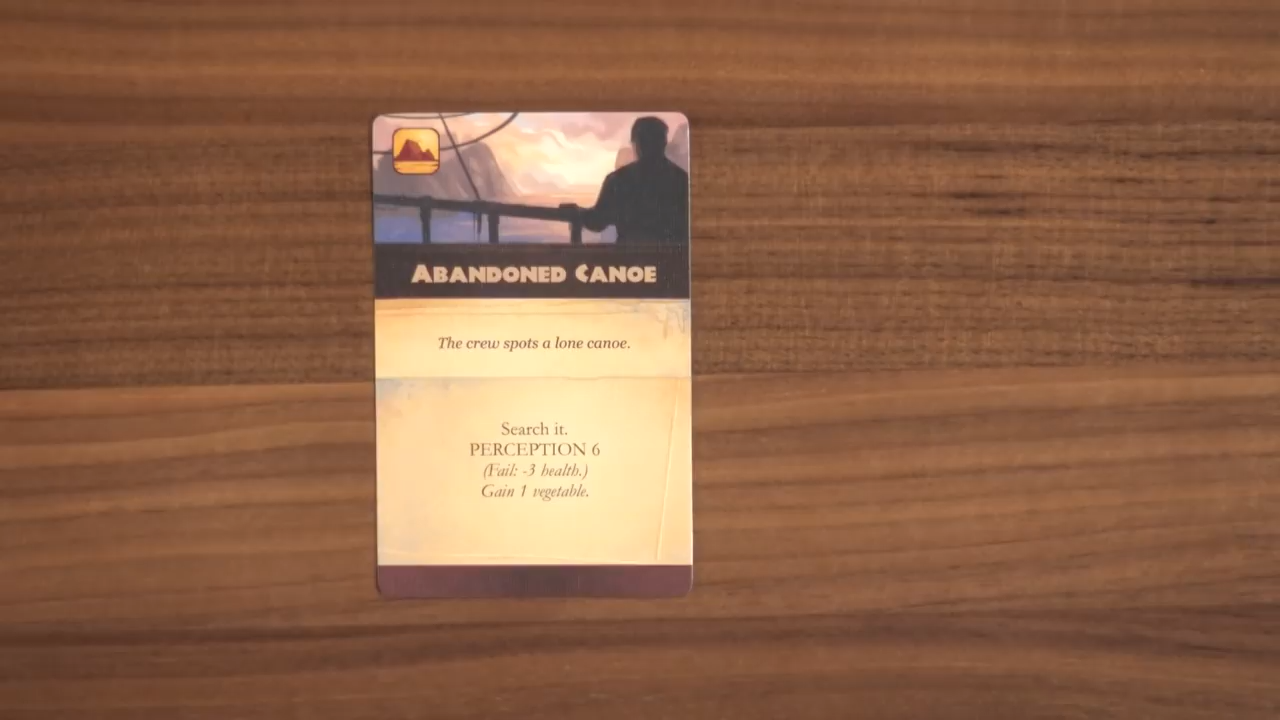 ABANDONED CANOE
The crew spots a lone canoe.
Search it.
PERCEPTION 6
(Fail: -3 health.)
Gain 1 vegetable.